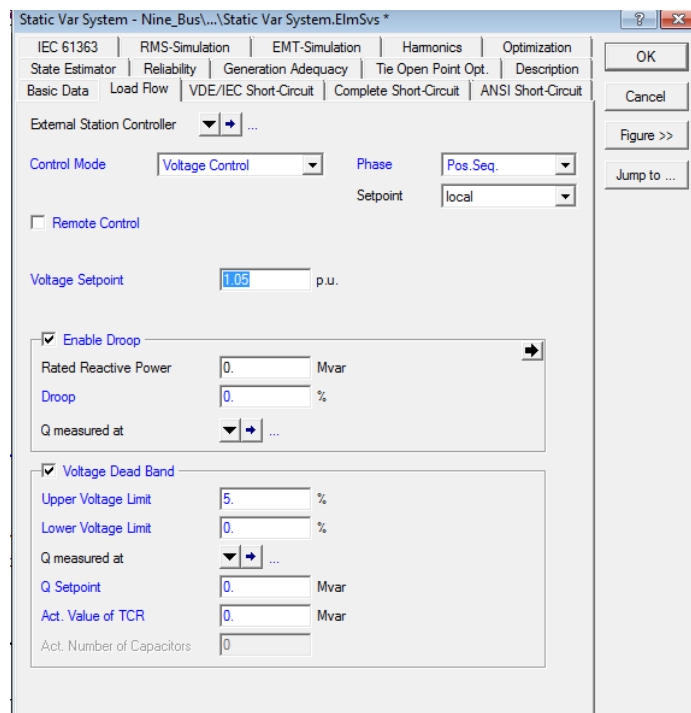 Static Var System - Nine_Bus\...\Static Var System.ElmSvs *
IEC 61363 RMS-Simulation EMT-Simulation Harmonics Optimization
State Estimator Reliability Generation Adequacy Tie Open Point Opt. Description
Basic Data Load Flow VDE/IEC Short-Circuit Complete Short-Circuit ANSI Short-Circuit
OK
Cancel
Figure >>
Jump to ...
External Station Controller ...
Control Mode Voltage Control Phase Pos.Seq.
Setpoint local
Remote Control
Voltage Setpoint 1.05 p.u.
Enable Droop
Rated Reactive Power 0. Mvar
Droop 0. %
Q measured at ...
Voltage Dead Band
Upper Voltage Limit 5. %
Lower Voltage Limit 0. %
Q measured at ...
Q Setpoint 0. Mvar
Act. Value of TCR 0. Mvar
Act. Number of Capacitors 0